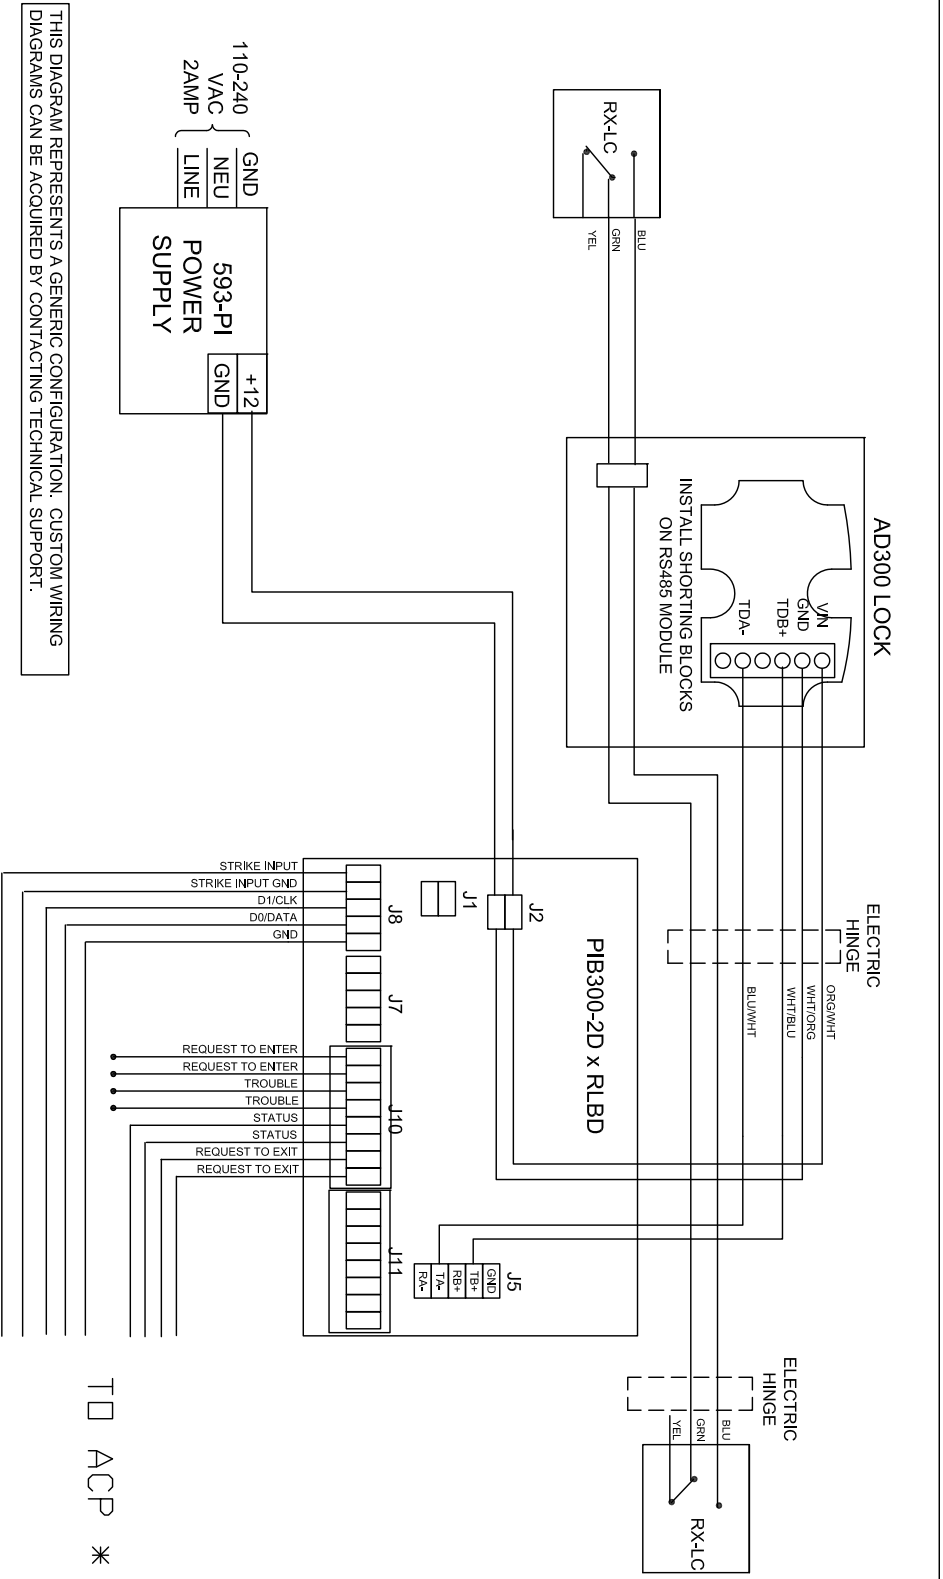 AD300 LOCK
RX-LC
BLU
GRN
YEL
INSTALL SHORTING BLOCKS
ON RS485 MODULE
VIN
GND
TDB+
TDA-
ELECTRIC
HINGE
ORG/WHT
WHT/ORG
WHT/BLU
BLU/WHT
ELECTRIC
HINGE
BLU
GRN
YEL
RX-LC
110-240
VAC
2AMP
GND
NEU
LINE
593-PI
POWER
SUPPLY
+12
GND
PIB300-2D x RLBD
J2
J1
J8
J7
J10
J11
J5
GND
TB+
RB+
TA-
RA-
STRIKE INPUT
STRIKE INPUT GND
D1/CLK
D0/DATA
GND
REQUEST TO ENTER
REQUEST TO ENTER
TROUBLE
TROUBLE
STATUS
STATUS
REQUEST TO EXIT
REQUEST TO EXIT
TO ACP *
THIS DIAGRAM REPRESENTS A GENERIC CONFIGURATION. CUSTOM WIRING
DIAGRAMS CAN BE ACQUIRED BY CONTACTING TECHNICAL SUPPORT.